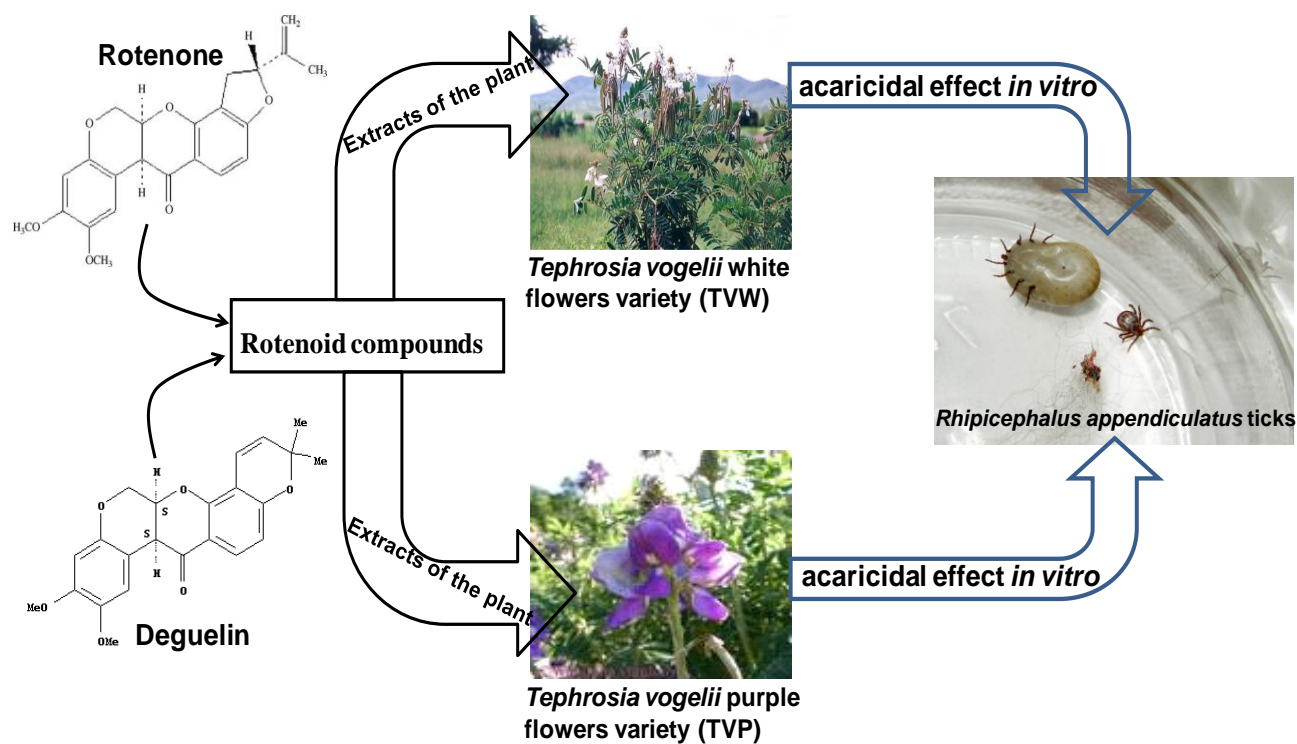 Rotenone
H
CH₂
CH₃
H
O
O
O
H
O
H₃CO
OCH₃
Extracts of the plant
acaricidal effect in vitro
Tephrosia vogelii white
flowers variety (TVW)
Rotenoid compounds
Rhipicephalus appendiculatus ticks
Me
Me
H
O
O
O
S
S
H
O
MeO
OMe
Deguelin
Extracts of the plant
acaricidal effect in vitro
Tephrosia vogelii purple
flowers variety (TVP)